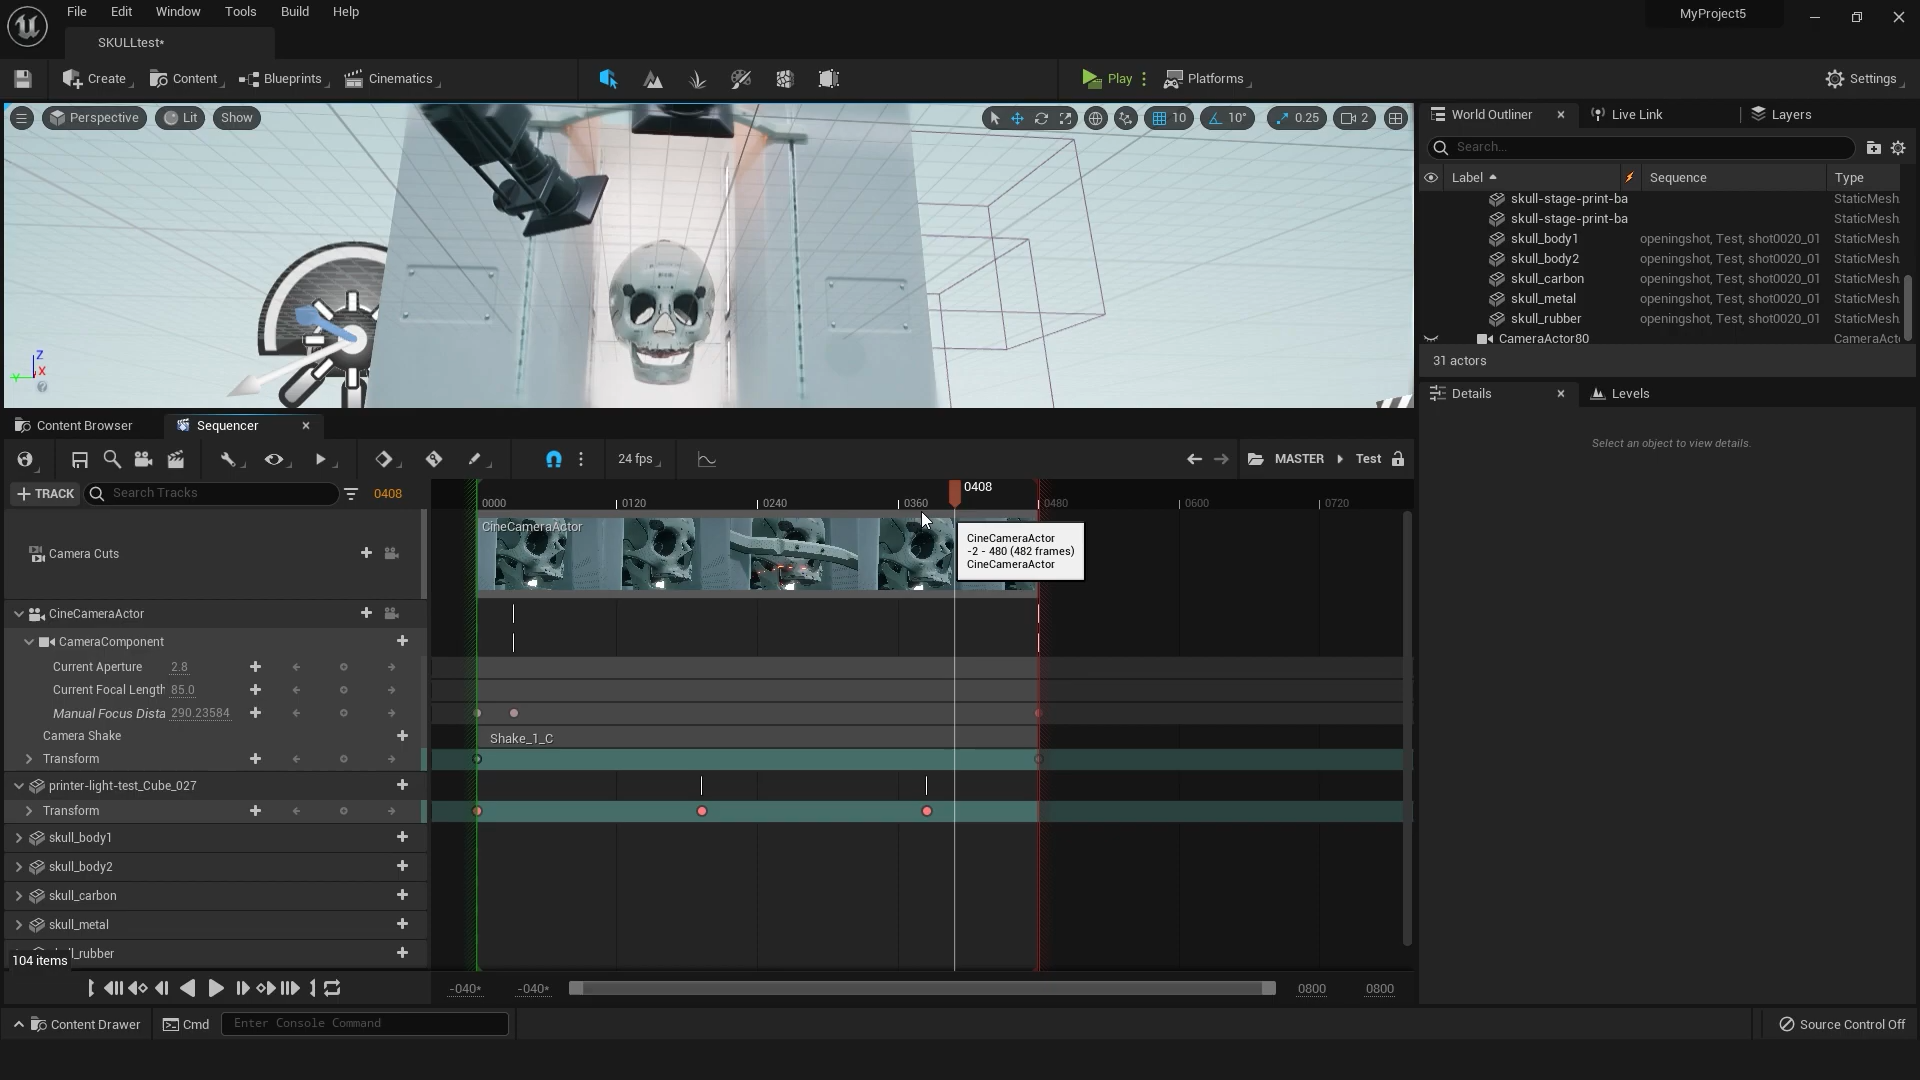 File Edit Window Tools Build Help
MyProject5
SKULLtest*
Create Content Blueprints Cinematics Play Platforms Settings
Perspective Lit Show 10 10° 0.25 2
World Outliner Live Link Layers
Search...
Label Sequence Type
skull-stage-print-ba StaticMesh
skull-stage-print-ba StaticMesh
skull_body1 openingshot, Test, shot0020_01 StaticMesh
skull_body2 openingshot, Test, shot0020_01 StaticMesh
skull_carbon openingshot, Test, shot0020_01 StaticMesh
skull_metal openingshot, Test, shot0020_01 StaticMesh
skull_rubber openingshot, Test, shot0020_01 StaticMesh
CameraActor80 CameraActo
31 actors
Details Levels
Select an object to view details.
Z
X
Y
Content Browser Sequencer
24 fps MASTER Test
TRACK Search Tracks 0408
0408
0000 0120 0240 0360 0480 0600 0720
Camera Cuts
CineCameraActor
CineCameraActor
-2 - 480 (482 frames)
CineCameraActor
CineCameraActor
CameraComponent
Current Aperture 2.8
Current Focal Length 85.0
Manual Focus Dista 290.23584
Camera Shake Shake_1_C
Transform
printer-light-test_Cube_027
Transform
skull_body1
skull_body2
skull_carbon
skull_metal
l_rubber
104 items
-040* -040* 0800 0800
Content Drawer Cmd Enter Console Command Source Control Off